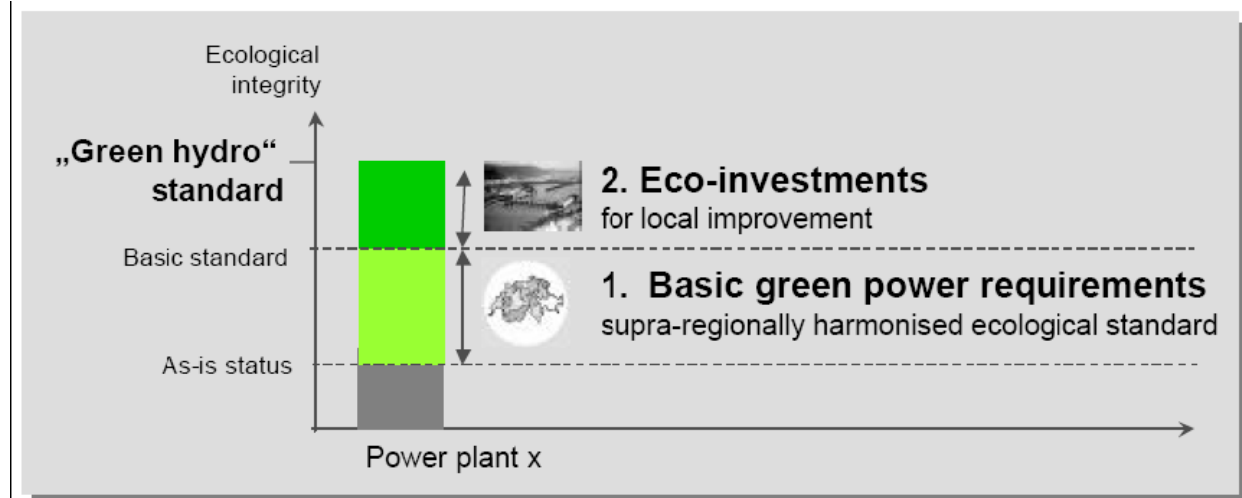 Ecological
integrity
„Green hydro“
standard
2. Eco-investments
for local improvement
Basic standard
1. Basic green power requirements
supra-regionally harmonised ecological standard
As-is status
Power plant x